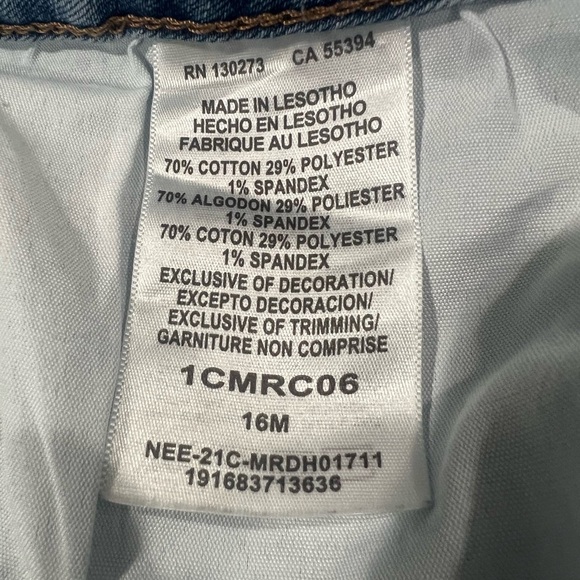 RN 130273 CA 55394
MADE IN LESOTHO
HECHO EN LESOTHO
FABRIQUE AU LESOTHO
70% COTTON 29% POLYESTER
1% SPANDEX
70% ALGODON 29% POLIESTER
1% SPANDEX
70% COTON 29% POLYESTER
1% SPANDEX
EXCLUSIVE OF DECORATION/
EXCEPTO DECORACION/
EXCLUSIVE OF TRIMMING/
GARNITURE NON COMPRISE
1CMRC06
16M
NEE-21C-MRDH01711
191683713636